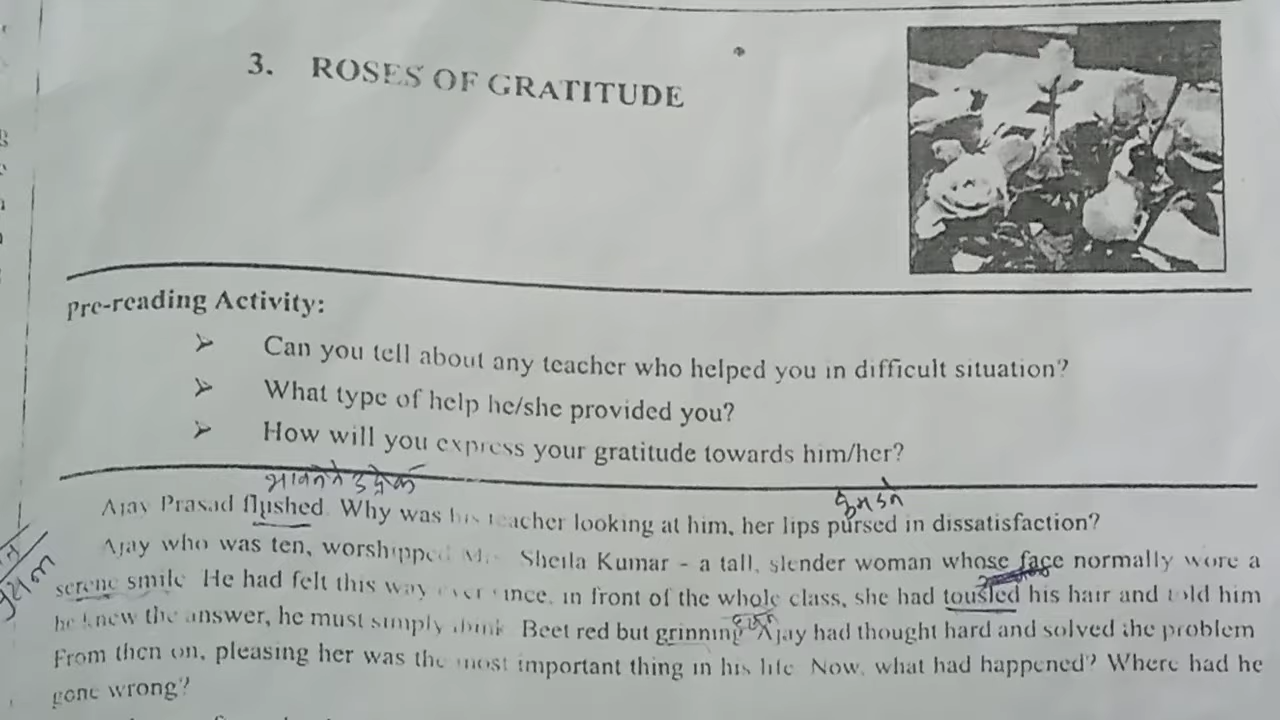 3. ROSES OF GRATITUDE
Pre-reading Activity:
➤ Can you tell about any teacher who helped you in difficult situation?
➤ What type of help he/she provided you?
➤ How will you express your gratitude towards him/her?
Ajay Prasad flushed. Why was his teacher looking at him, her lips pursed in dissatisfaction?
Ajay who was ten, worshipped Sheila Kumar - a tall, slender woman whose face normally wore a
serene smile He had felt this way ever since, in front of the whole class, she had tousled his hair and told him
he knew the answer, he must simply think. Beet red but grinning Ajay had thought hard and solved the problem
From then on, pleasing her was the most important thing in his life Now, what had happened? Where had he
gone wrong?